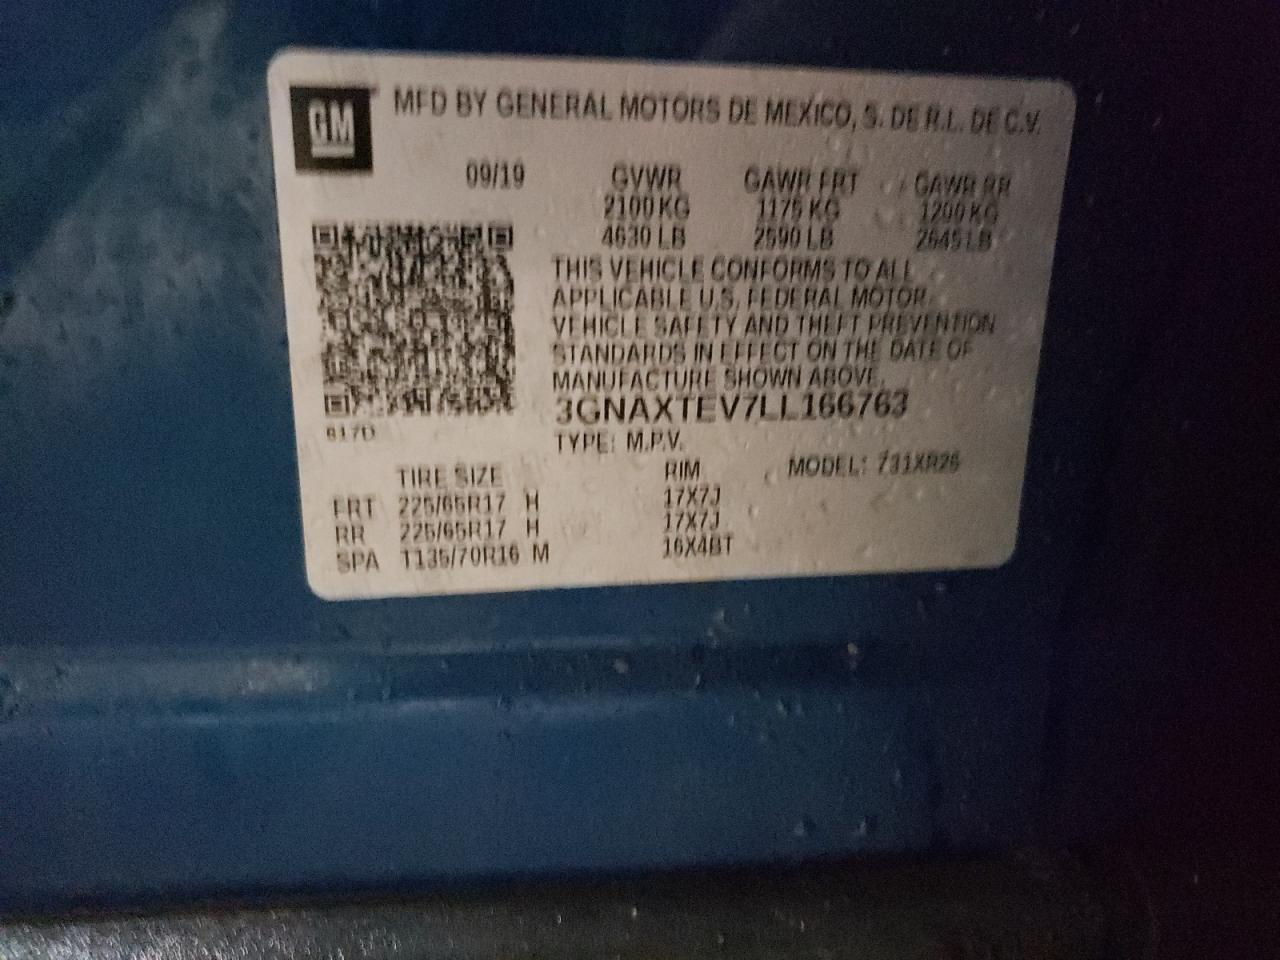 GM
MFD BY GENERAL MOTORS DE MEXICO, S. DE R.L. DE C.V.
09/19 GVWR GAWR FRT GAWR RR
2100 KG 1175 KG 1200 KG
4630 LB 2590 LB 2645 LB
THIS VEHICLE CONFORMS TO ALL
APPLICABLE U.S. FEDERAL MOTOR
VEHICLE SAFETY AND THEFT PREVENTION
STANDARDS IN EFFECT ON THE DATE OF
MANUFACTURE SHOWN ABOVE.
3GNAXTEV7LL166763
617D
TYPE: M.P.V.
TIRE SIZE RIM MODEL: 731XR26
FRT 225/65R17 H 17X7J
RR 225/65R17 H 17X7J
SPA T135/70R16 M 16X4BT